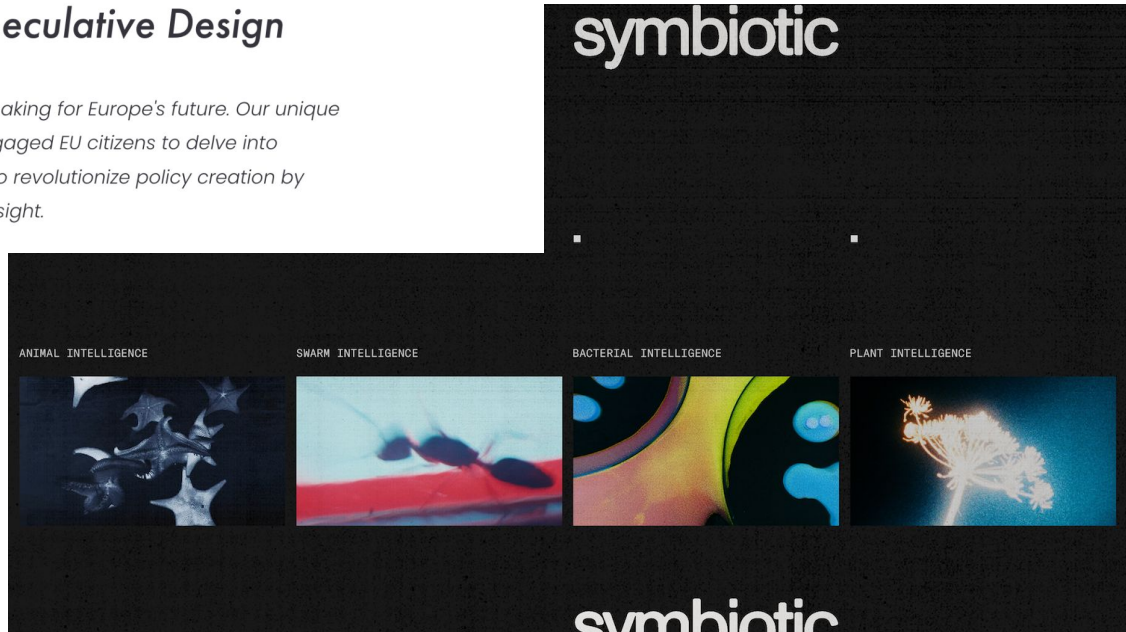 eculative Design
aking for Europe's future. Our unique
gaged EU citizens to delve into
o revolutionize policy creation by
sight.
symbiotic
ANIMAL INTELLIGENCE
SWARM INTELLIGENCE
BACTERIAL INTELLIGENCE
PLANT INTELLIGENCE
symbiotic